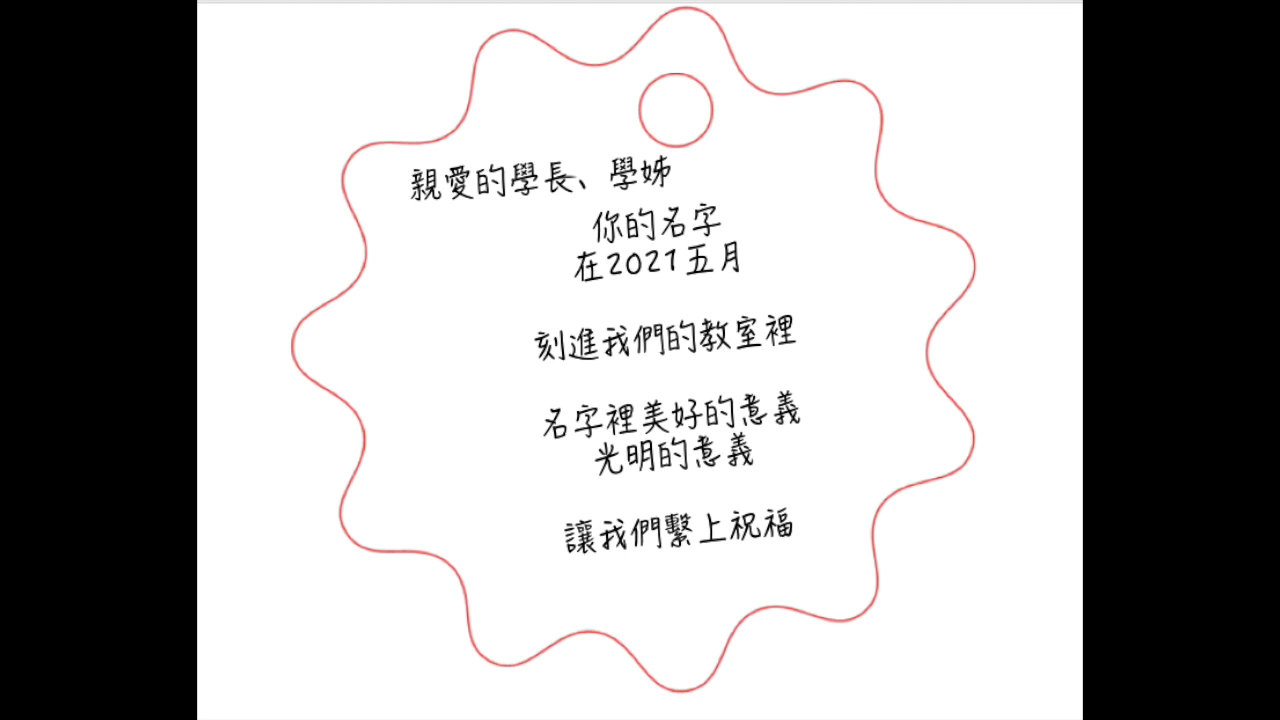 親愛的學長、學姊
你的名字
在2021五月
刻進我們的教室裡
名字裡美好的意義
光明的意義
讓我們繫上祝福